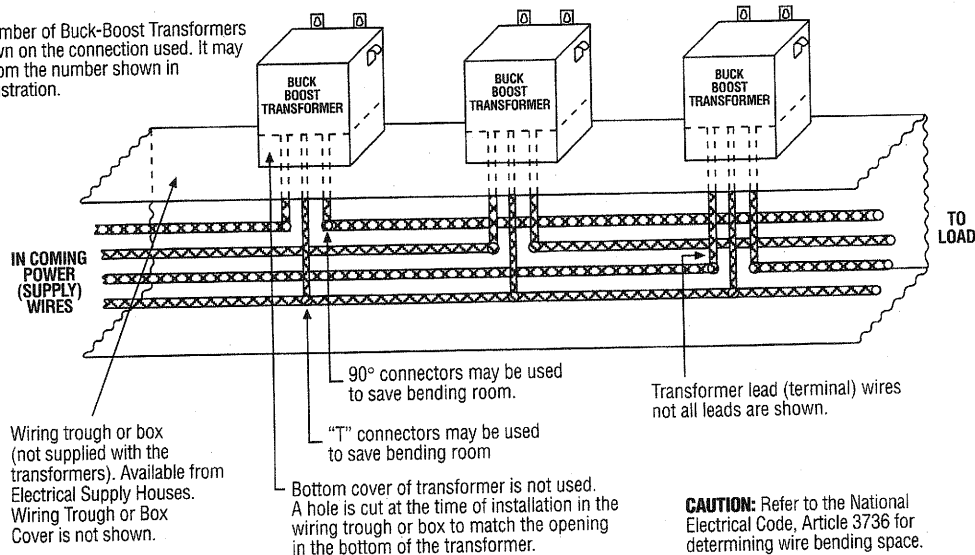 mber of Buck-Boost Transformers
wn on the connection used. It may
om the number shown in
stration.
BUCK
BOOST
TRANSFORMER
BUCK
BOOST
TRANSFORMER
BUCK
BOOST
TRANSFORMER
IN COMING
POWER
(SUPPLY)
WIRES
TO
LOAD
90° connectors may be used
to save bending room.
"T" connectors may be used
to save bending room
Transformer lead (terminal) wires
not all leads are shown.
Wiring trough or box
(not supplied with the
transformers). Available from
Electrical Supply Houses.
Wiring Trough or Box
Cover is not shown.
Bottom cover of transformer is not used.
A hole is cut at the time of installation in the
wiring trough or box to match the opening
in the bottom of the transformer.
CAUTION: Refer to the National
Electrical Code, Article 3736 for
determining wire bending space.